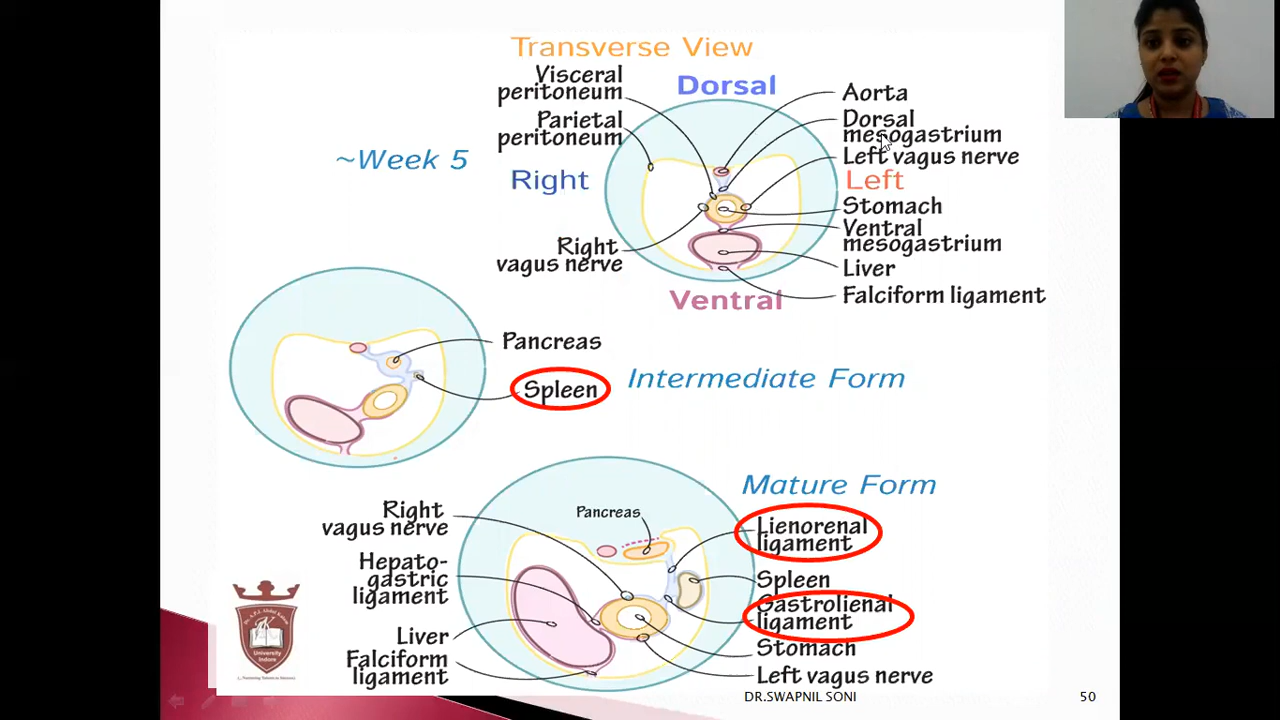 Transverse View
Dorsal
Visceral
peritoneum
Parietal
peritoneum
~Week 5
Right
Right
vagus nerve
Aorta
Dorsal
mesogastrium
Left vagus nerve
Left
Stomach
Ventral
mesogastrium
Liver
Falciform ligament
Ventral
Pancreas
Spleen
Intermediate Form
Mature Form
Right
vagus nerve
Pancreas
Hepato-
gastric
ligament
Liver
Falciform
ligament
Lienorenal
ligament
Spleen
Gastrolienal
ligament
Stomach
Left vagus nerve
University
Indore
DR.SWAPNIL SONI
50